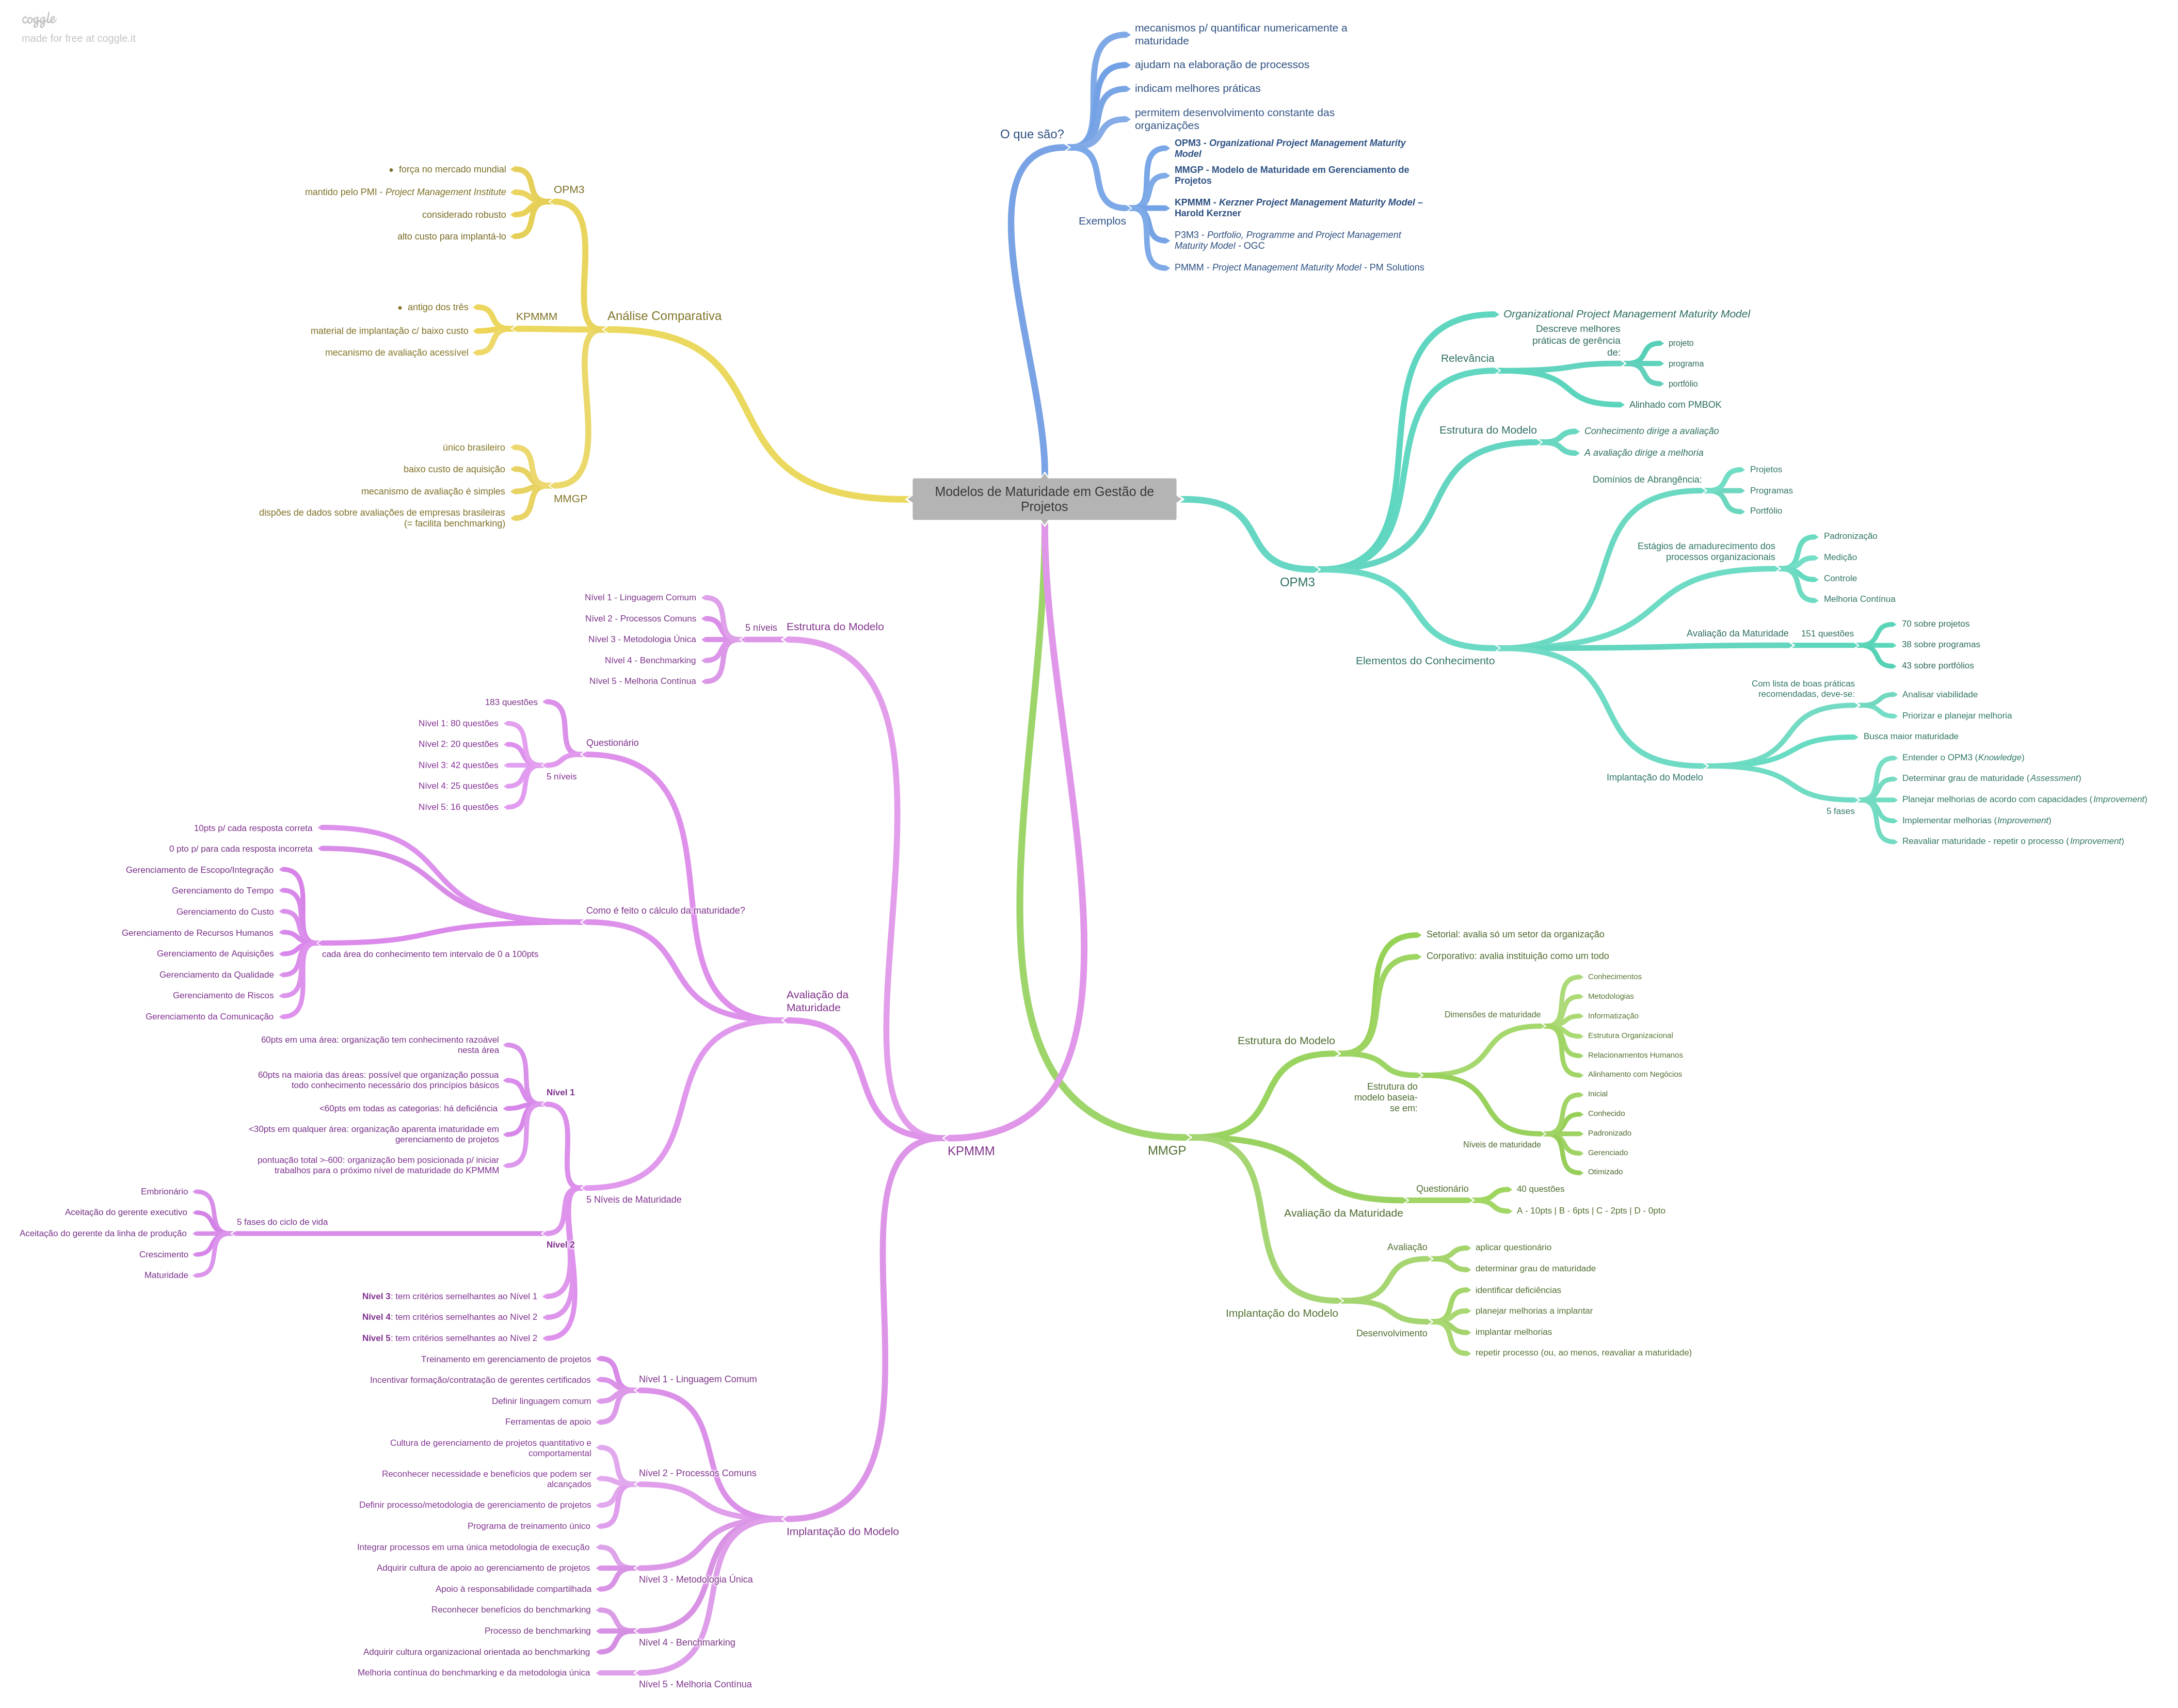 coggle
made for free at coggle.it
Modelos de Maturidade em Gestão de
Projetos
O que são?
mecanismos p/ quantificar numericamente a
maturidade
ajudam na elaboração de processos
indicam melhores práticas
permitem desenvolvimento constante das
organizações
Exemplos
OPM3 - Organizational Project Management Maturity
Model
MMGP - Modelo de Maturidade em Gerenciamento de
Projetos
KPMMM - Kerzner Project Management Maturity Model –
Harold Kerzner
P3M3 - Portfolio, Programme and Project Management
Maturity Model - OGC
PMMM - Project Management Maturity Model - PM Solutions
OPM3
Organizational Project Management Maturity Model
Relevância
Descreve melhores
práticas de gerência
de:
projeto
programa
portfólio
Alinhado com PMBOK
Estrutura do Modelo
Conhecimento dirige a avaliação
A avaliação dirige a melhoria
Elementos do Conhecimento
Domínios de Abrangência:
Projetos
Programas
Portfólio
Estágios de amadurecimento dos
processos organizacionais
Padronização
Medição
Controle
Melhoria Contínua
Avaliação da Maturidade
151 questões
70 sobre projetos
38 sobre programas
43 sobre portfólios
Implantação do Modelo
Com lista de boas práticas
recomendadas, deve-se:
Analisar viabilidade
Priorizar e planejar melhoria
Busca maior maturidade
5 fases
Entender o OPM3 (Knowledge)
Determinar grau de maturidade (Assessment)
Planejar melhorias de acordo com capacidades (Improvement)
Implementar melhorias (Improvement)
Reavaliar maturidade - repetir o processo (Improvement)
MMGP
Estrutura do Modelo
Setorial: avalia só um setor da organização
Corporativo: avalia instituição como um todo
Estrutura do
modelo baseia-
se em:
Dimensões de maturidade
Conhecimentos
Metodologias
Informatização
Estrutura Organizacional
Relacionamentos Humanos
Alinhamento com Negócios
Níveis de maturidade
Inicial
Conhecido
Padronizado
Gerenciado
Otimizado
Avaliação da Maturidade
Questionário
40 questões
A - 10pts | B - 6pts | C - 2pts | D - 0pto
Implantação do Modelo
Avaliação
aplicar questionário
determinar grau de maturidade
Desenvolvimento
identificar deficiências
planejar melhorias a implantar
implantar melhorias
repetir processo (ou, ao menos, reavaliar a maturidade)
KPMMM
Estrutura do Modelo
5 níveis
Nível 1 - Linguagem Comum
Nível 2 - Processos Comuns
Nível 3 - Metodologia Única
Nível 4 - Benchmarking
Nível 5 - Melhoria Contínua
Avaliação da
Maturidade
Questionário
183 questões
5 níveis
Nível 1: 80 questões
Nível 2: 20 questões
Nível 3: 42 questões
Nível 4: 25 questões
Nível 5: 16 questões
Como é feito o cálculo da maturidade?
10pts p/ cada resposta correta
0 pto p/ para cada resposta incorreta
cada área do conhecimento tem intervalo de 0 a 100pts
Gerenciamento de Escopo/Integração
Gerenciamento do Tempo
Gerenciamento do Custo
Gerenciamento de Recursos Humanos
Gerenciamento de Aquisições
Gerenciamento da Qualidade
Gerenciamento de Riscos
Gerenciamento da Comunicação
5 Níveis de Maturidade
Nível 1
60pts em uma área: organização tem conhecimento razoável
nesta área
60pts na maioria das áreas: possível que organização possua
todo conhecimento necessário dos princípios básicos
<60pts em todas as categorias: há deficiência
<30pts em qualquer área: organização aparenta imaturidade em
gerenciamento de projetos
pontuação total >-600: organização bem posicionada p/ iniciar
trabalhos para o próximo nível de maturidade do KPMMM
Nível 2
5 fases do ciclo de vida
Embrionário
Aceitação do gerente executivo
Aceitação do gerente da linha de produção
Crescimento
Maturidade
Nível 3: tem critérios semelhantes ao Nível 1
Nível 4: tem critérios semelhantes ao Nível 2
Nível 5: tem critérios semelhantes ao Nível 2
Implantação do Modelo
Nível 1 - Linguagem Comum
Treinamento em gerenciamento de projetos
Incentivar formação/contratação de gerentes certificados
Definir linguagem comum
Ferramentas de apoio
Nível 2 - Processos Comuns
Cultura de gerenciamento de projetos quantitativo e
comportamental
Reconhecer necessidade e benefícios que podem ser
alcançados
Definir processo/metodologia de gerenciamento de projetos
Programa de treinamento único
Nível 3 - Metodologia Única
Integrar processos em uma única metodologia de execução
Adquirir cultura de apoio ao gerenciamento de projetos
Apoio à responsabilidade compartilhada
Nível 4 - Benchmarking
Reconhecer benefícios do benchmarking
Processo de benchmarking
Adquirir cultura organizacional orientada ao benchmarking
Nível 5 - Melhoria Contínua
Melhoria contínua do benchmarking e da metodologia única
Análise Comparativa
OPM3
• força no mercado mundial
mantido pelo PMI - Project Management Institute
considerado robusto
alto custo para implantá-lo
KPMMM
• antigo dos três
material de implantação c/ baixo custo
mecanismo de avaliação acessível
MMGP
único brasileiro
baixo custo de aquisição
mecanismo de avaliação é simples
dispões de dados sobre avaliações de empresas brasileiras
(= facilita benchmarking)